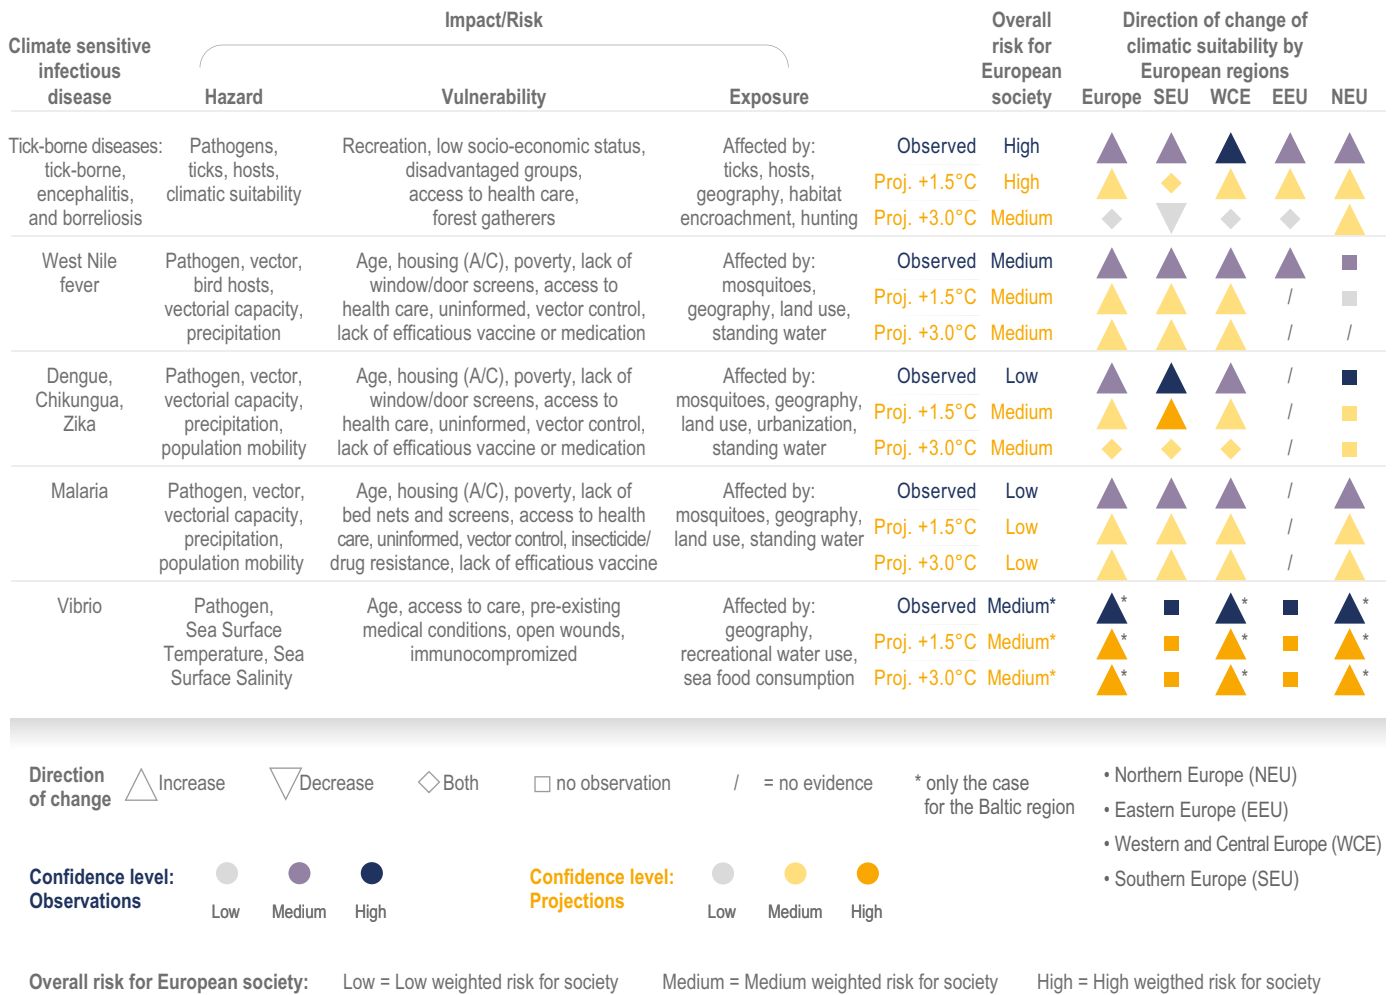 Impact/Risk
Overall risk for European society
Direction of change of climatic suitability by European regions
Climate sensitive infectious disease
Hazard
Vulnerability
Exposure
Europe SEU WCE EEU NEU
Tick-borne diseases:
tick-borne,
encephalitis,
and borreliosis
Pathogens,
ticks, hosts,
climatic suitability
Recreation, low socio-economic status,
disadvantaged groups,
access to health care,
forest gatherers
Affected by:
ticks, hosts,
geography, habitat
encroachment, hunting
Observed High
Proj. +1.5°C High
Proj. +3.0°C Medium
West Nile
fever
Pathogen, vector,
bird hosts,
vectorial capacity,
precipitation
Age, housing (A/C), poverty, lack of
window/door screens, access to
health care, uninformed, vector control,
lack of efficatious vaccine or medication
Affected by:
mosquitoes,
geography, land use,
standing water
Observed Medium
Proj. +1.5°C Medium /
Proj. +3.0°C Medium / /
Dengue,
Chikungua,
Zika
Pathogen, vector,
vectorial capacity,
precipitation,
population mobility
Age, housing (A/C), poverty, lack of
window/door screens, access to
health care, uninformed, vector control,
lack of efficatious vaccine or medication
Affected by:
mosquitoes, geography,
land use, urbanization,
standing water
Observed Low /
Proj. +1.5°C Medium /
Proj. +3.0°C Medium /
Malaria
Pathogen, vector,
vectorial capacity,
precipitation,
population mobility
Age, housing (A/C), poverty, lack of
bed nets and screens, access to health
care, uninformed, vector control, insecticide/
drug resistance, lack of efficatious vaccine
Affected by:
mosquitoes, geography,
land use, standing water
Observed Low /
Proj. +1.5°C Low /
Proj. +3.0°C Low /
Vibrio
Pathogen,
Sea Surface
Temperature, Sea
Surface Salinity
Age, access to care, pre-existing
medical conditions, open wounds,
immunocompromized
Affected by:
geography,
recreational water use,
sea food consumption
Observed Medium* * * *
Proj. +1.5°C Medium* * * *
Proj. +3.0°C Medium* * * *
Direction
of change
Increase
Decrease
Both
no observation
/ = no evidence
* only the case
for the Baltic region
• Northern Europe (NEU)
• Eastern Europe (EEU)
• Western and Central Europe (WCE)
• Southern Europe (SEU)
Confidence level:
Observations
Low Medium High
Confidence level:
Projections
Low Medium High
Overall risk for European society: Low = Low weighted risk for society Medium = Medium weighted risk for society High = High weigthed risk for society